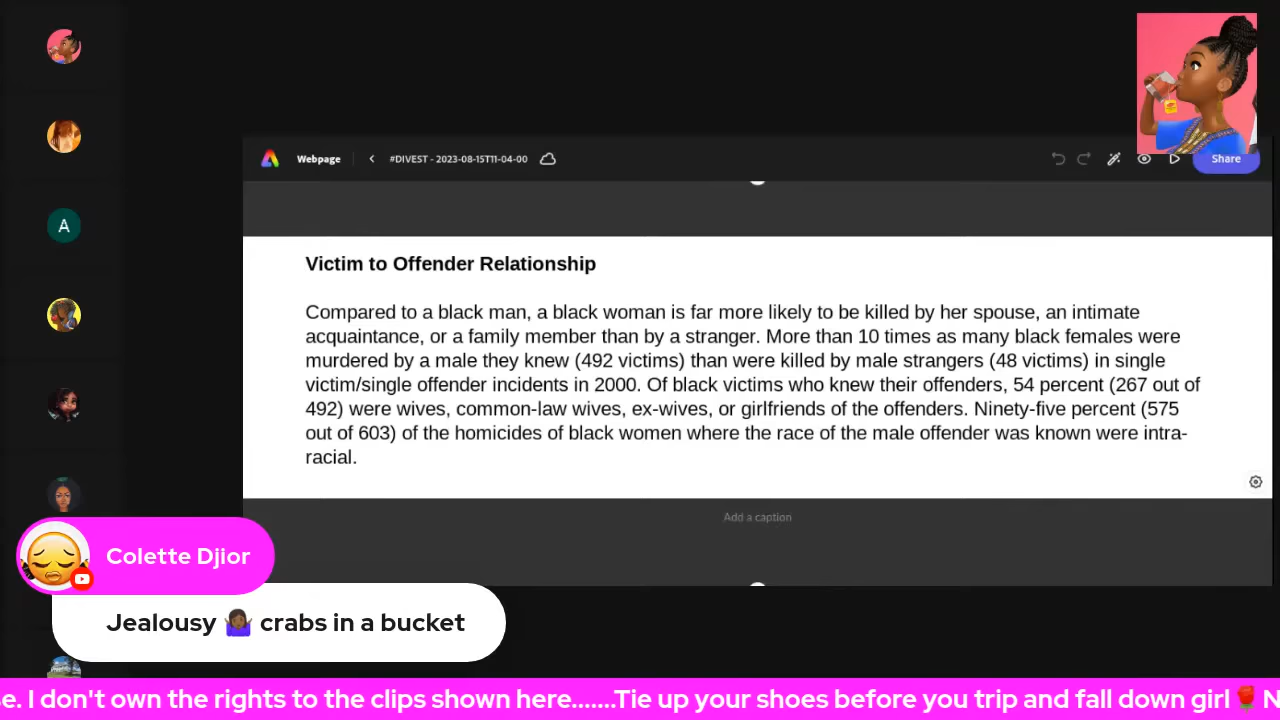 Webpage
#DIVEST - 2023-08-15T11-04-00
Share
A
Victim to Offender Relationship
Compared to a black man, a black woman is far more likely to be killed by her spouse, an intimate
acquaintance, or a family member than by a stranger. More than 10 times as many black females were
murdered by a male they knew (492 victims) than were killed by male strangers (48 victims) in single
victim/single offender incidents in 2000. Of black victims who knew their offenders, 54 percent (267 out of
492) were wives, common-law wives, ex-wives, or girlfriends of the offenders. Ninety-five percent (575
out of 603) of the homicides of black women where the race of the male offender was known were intra-
racial.
Add a caption
Colette Djior
Jealousy 🤷🏾‍♀️ crabs in a bucket
e. I don't own the rights to the clips shown here.......Tie up your shoes before you trip and fall down girl🌹N